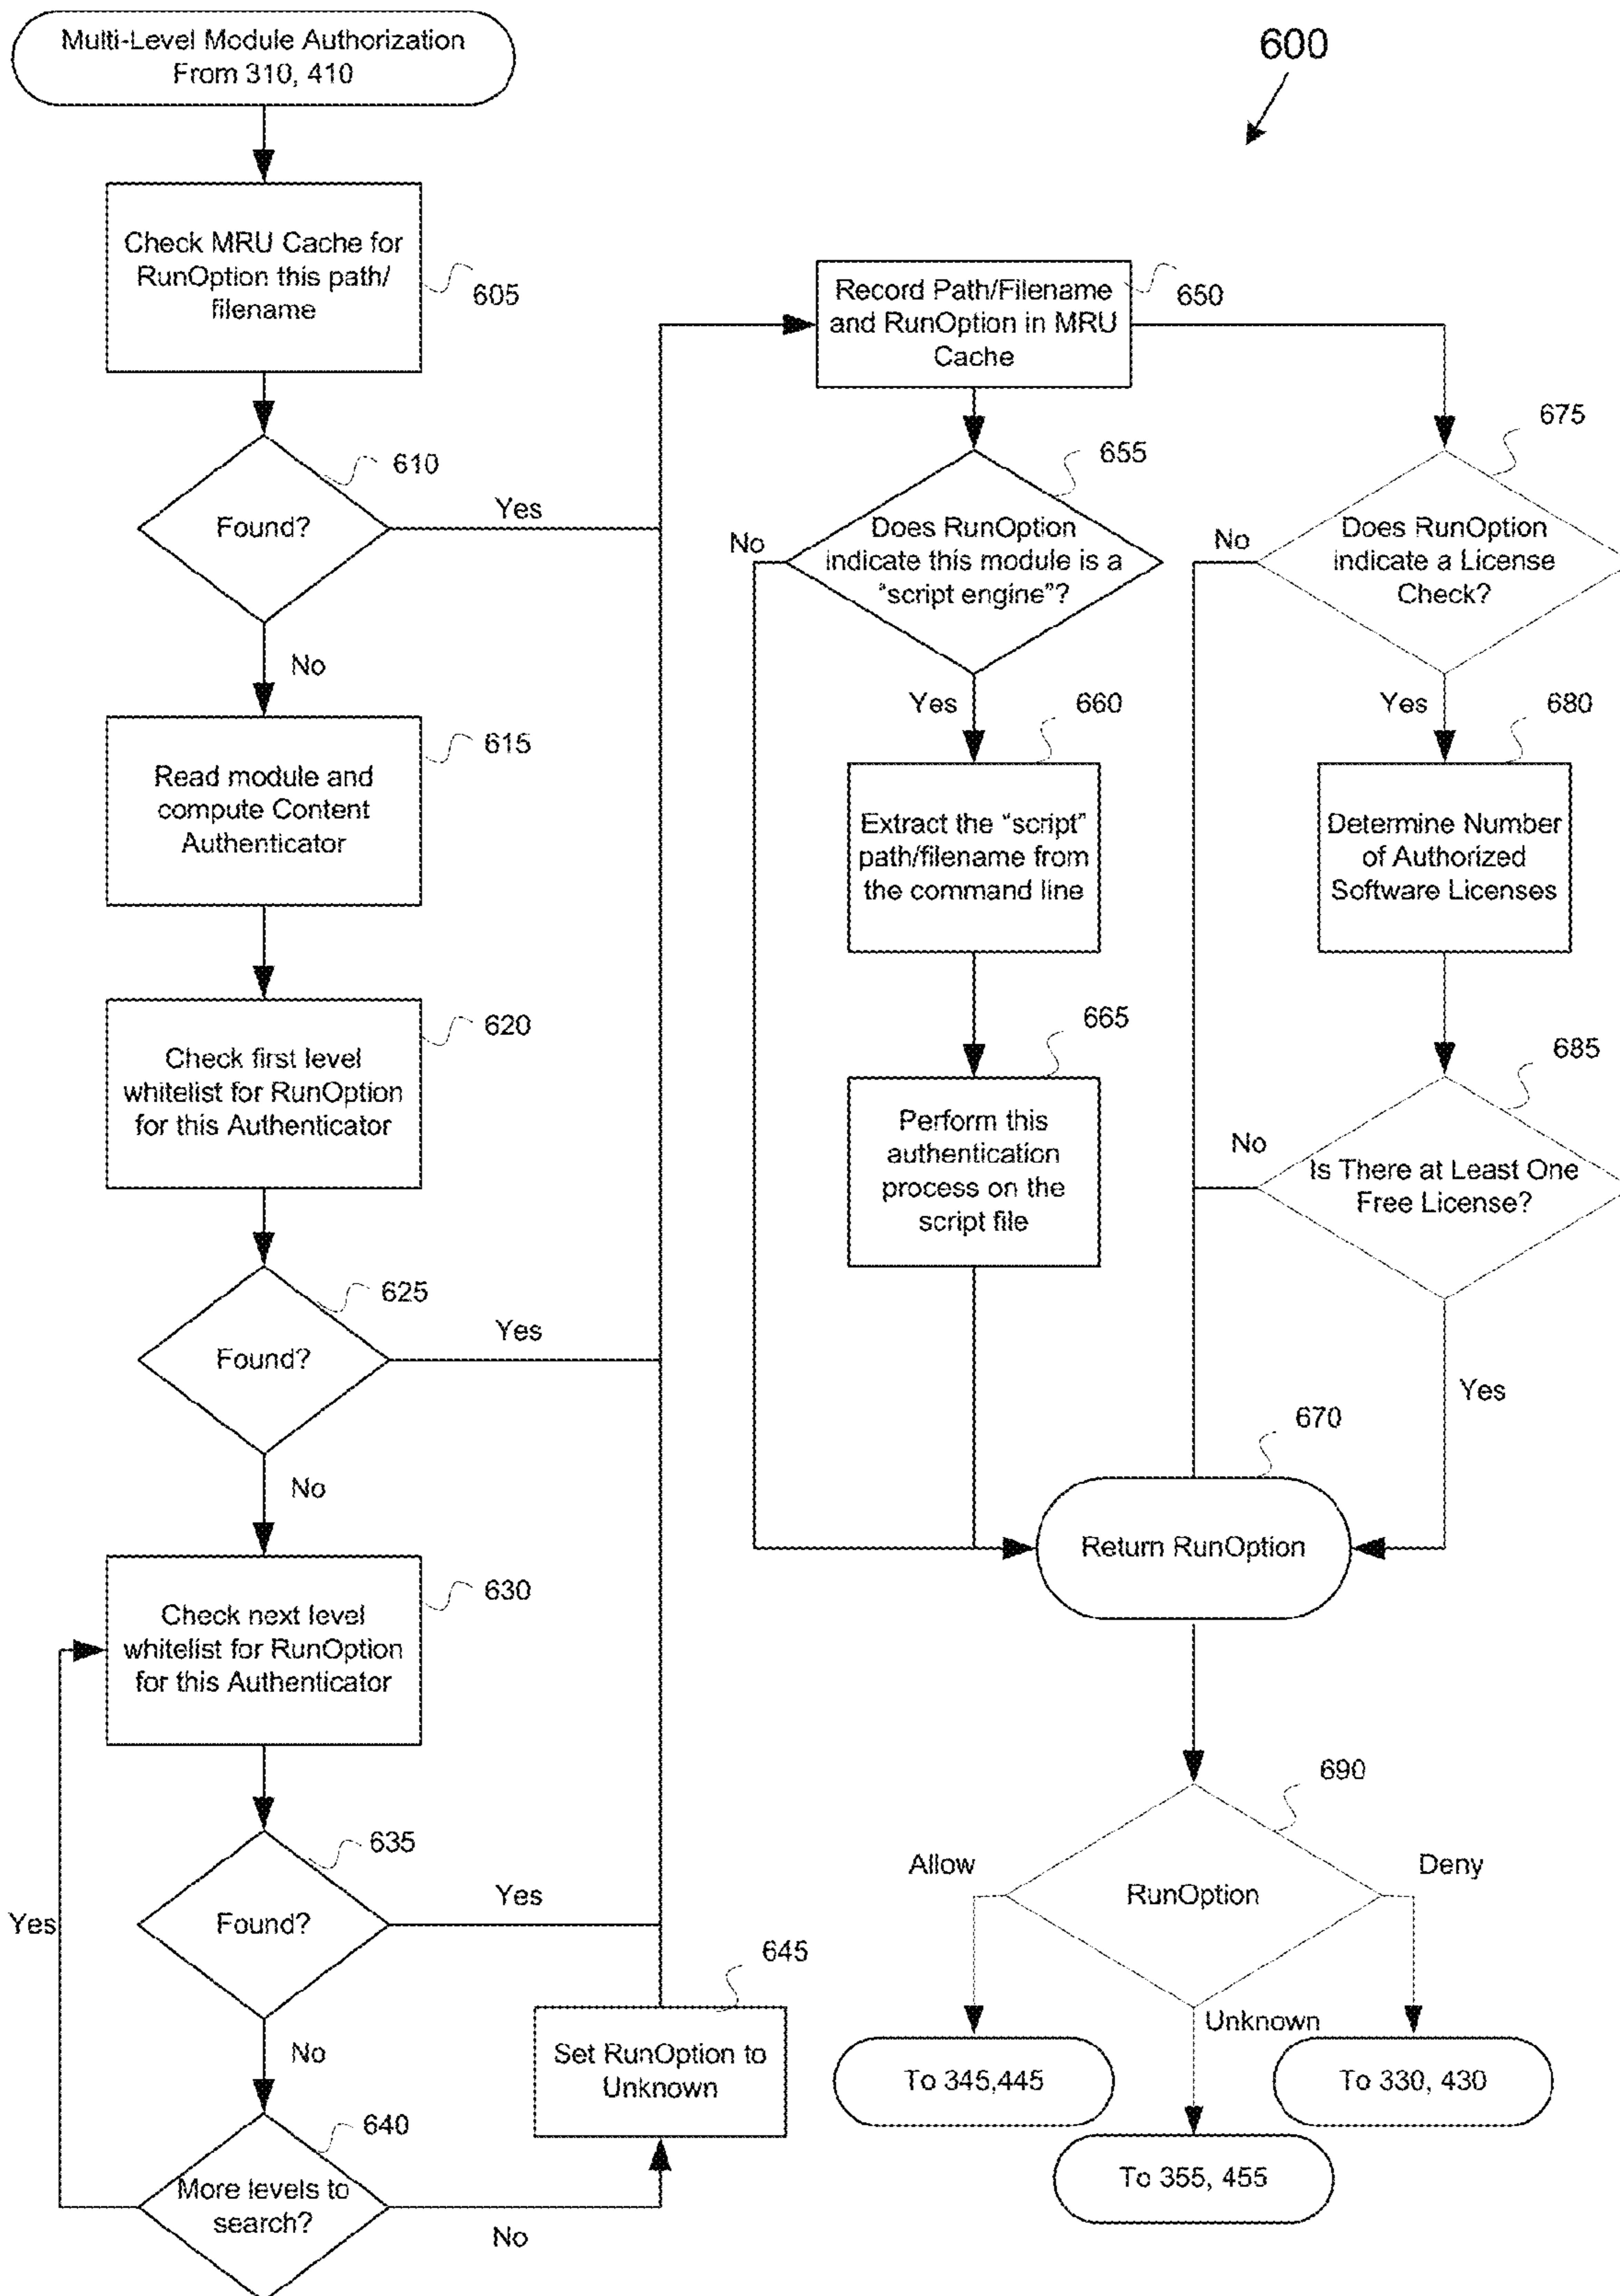 Multi-Level Module Authorization
From 310, 410
600
Check MRU Cache for
RunOption this path/
filename
605
610
Found?
Yes
No
Read module and
compute Content
Authenticator
615
Check first level
whitelist for RunOption
for this Authenticator
620
625
Found?
Yes
No
Check next level
whitelist for RunOption
for this Authenticator
630
635
Found?
Yes
Yes
No
640
More levels to
search?
No
645
Set RunOption to
Unknown
Record Path/Filename
and RunOption in MRU
Cache
650
655
No
Does RunOption
indicate this module is a
"script engine"?
Yes
660
Extract the "script"
path/filename from
the command line
665
Perform this
authentication
process on the
script file
675
No
Does RunOption
indicate a License
Check?
Yes
680
Determine Number
of Authorized
Software Licenses
685
No
Is There at Least One
Free License?
Yes
670
Return RunOption
690
Allow
RunOption
Deny
Unknown
To 345,445
To 330, 430
To 355, 455